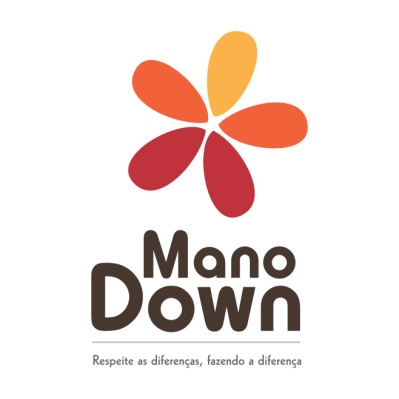 Mano
Down
Respeite as diferenças, fazendo a diferença